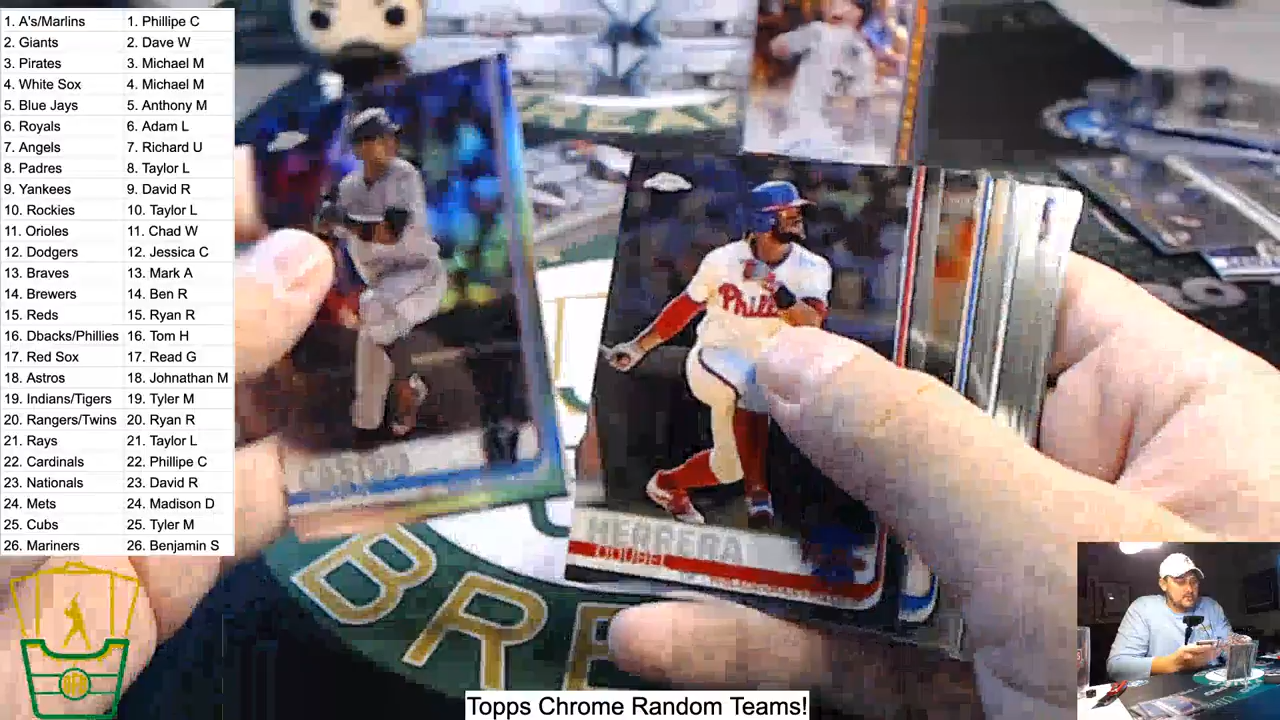 1. A's/Marlins 1. Phillipe C
2. Giants 2. Dave W
3. Pirates 3. Michael M
4. White Sox 4. Michael M
5. Blue Jays 5. Anthony M
6. Royals 6. Adam L
7. Angels 7. Richard U
8. Padres 8. Taylor L
9. Yankees 9. David R
10. Rockies 10. Taylor L
11. Orioles 11. Chad W
12. Dodgers 12. Jessica C
13. Braves 13. Mark A
14. Brewers 14. Ben R
15. Reds 15. Ryan R
16. Dbacks/Phillies 16. Tom H
17. Red Sox 17. Read G
18. Astros 18. Johnathan M
19. Indians/Tigers 19. Tyler M
20. Rangers/Twins 20. Ryan R
21. Rays 21. Taylor L
22. Cardinals 22. Phillipe C
23. Nationals 23. David R
24. Mets 24. Madison D
25. Cubs 25. Tyler M
26. Mariners 26. Benjamin S
CASTRO
Phill
HERRERA
ODUBEL
BRE
Topps Chrome Random Teams!